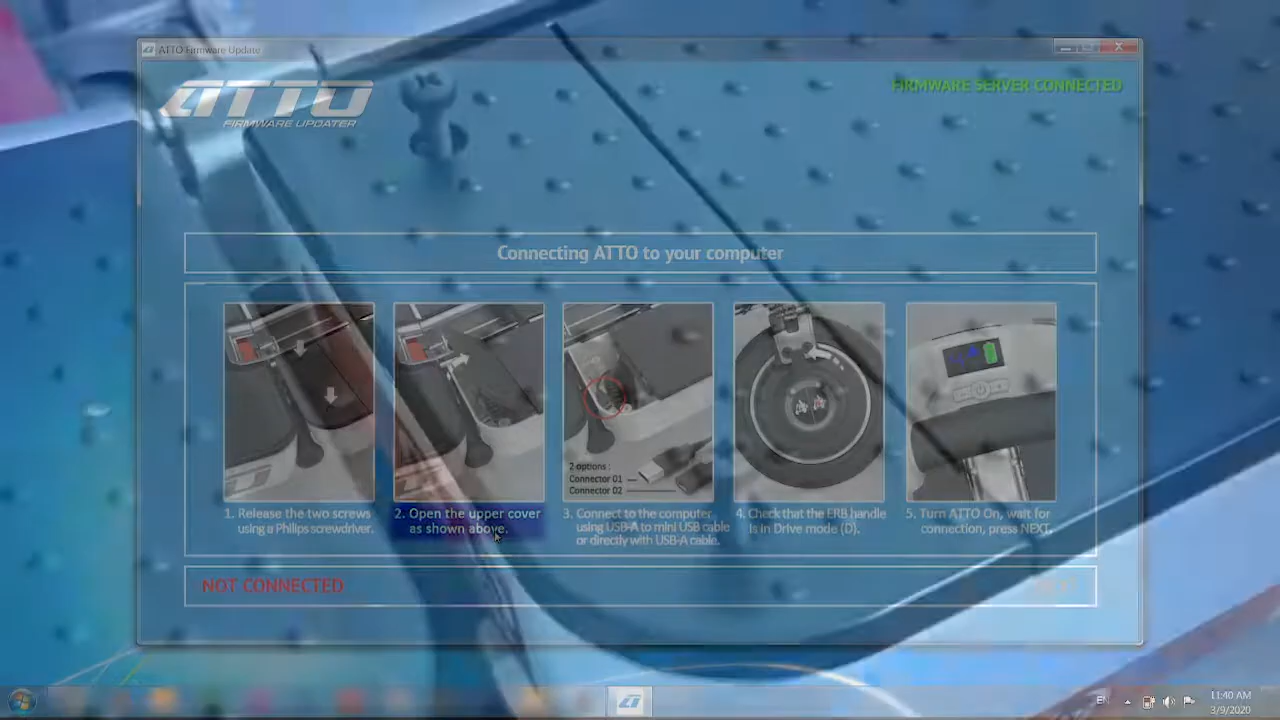 ATTO Firmware Update
ATTO
FIRMWARE UPDATER
FIRMWARE SERVER CONNECTED
Connecting ATTO to your computer
2 options :
Connector 01
Connector 02
1. Release the two screws
using a Philips screwdriver.
2. Open the upper cover
as shown above.
3. Connect to the computer
using USB-A to mini USB cable
or directly with USB-A cable.
4. Check that the ERB handle
is in Drive mode (D).
5. Turn ATTO On, wait for
connection, press NEXT.
NOT CONNECTED
EN
11:40 AM
3/9/2020